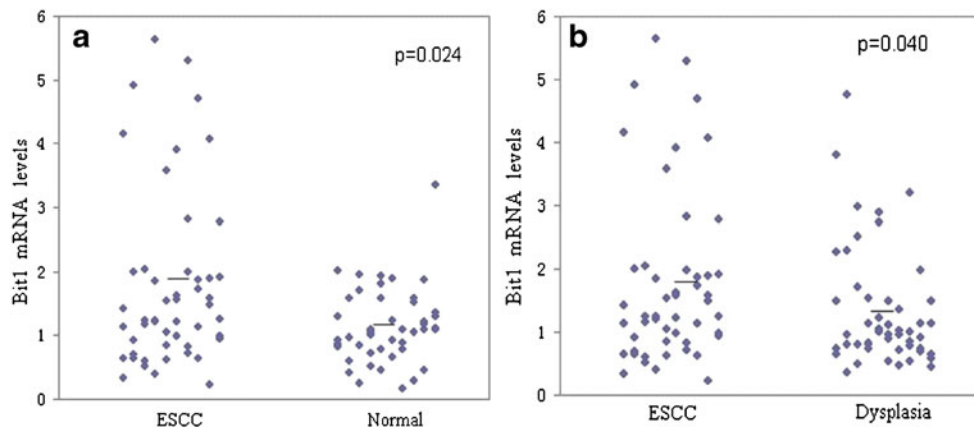 a
p=0.024
6
5
4
3
2
1
0
Bit1 mRNA levels
ESCC
Normal
b
p=0.040
6
5
4
3
2
1
0
Bit1 mRNA levels
ESCC
Dysplasia